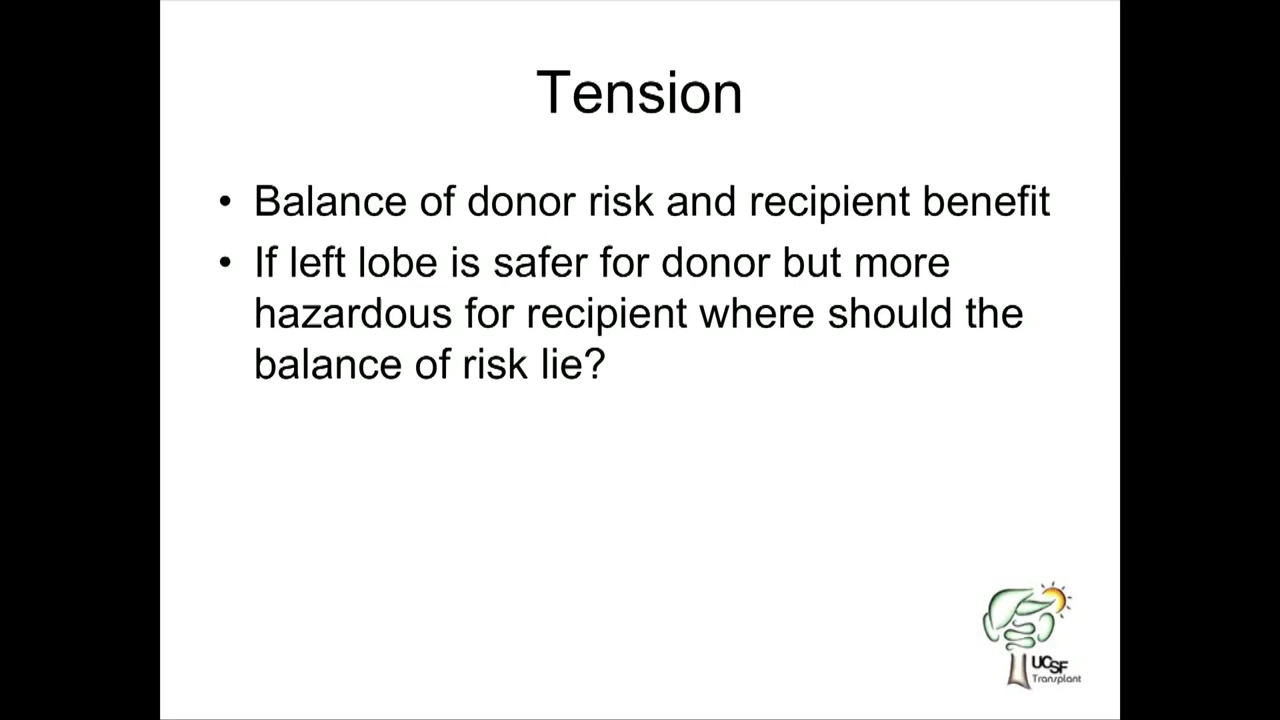 Tension
• Balance of donor risk and recipient benefit
• If left lobe is safer for donor but more
hazardous for recipient where should the
balance of risk lie?
UCSF
Transplant